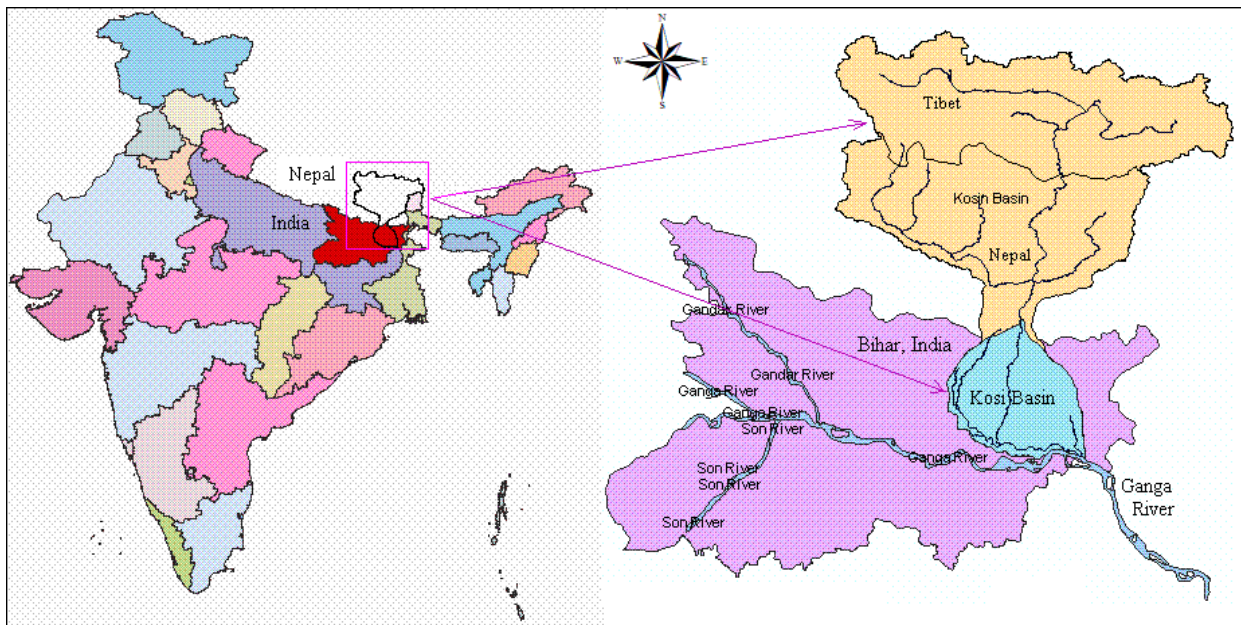 N
W
E
S
Tibet
Nepal
Kosin Basin
India
Nepal
Gandar River
Bihar, India
Gandar River
Ganga River
Kosi Basin
Ganga River
Son River
Ganga River
Son River
Son River
Ganga
River
Son River